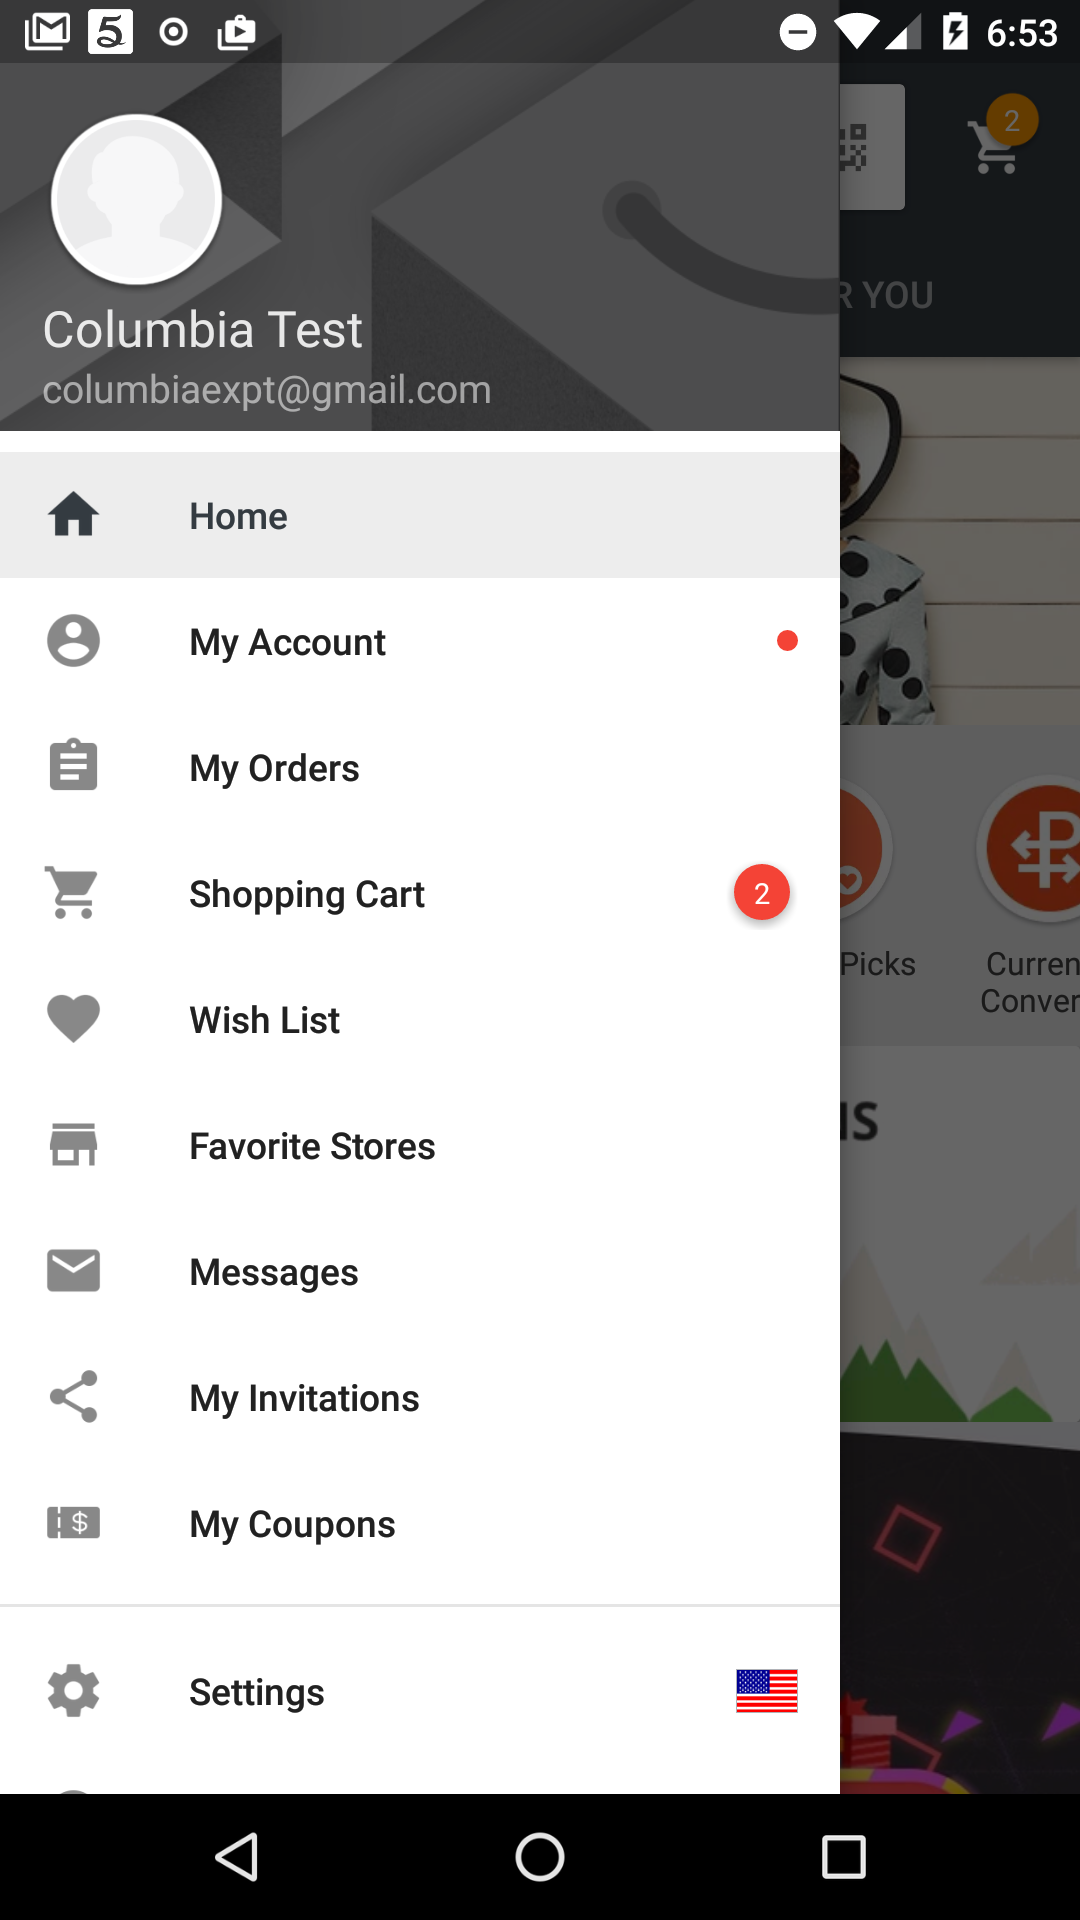 6:53
2
R YOU
Columbia Test
columbiaexpt@gmail.com
Home
My Account
My Orders
Shopping Cart
2
Picks
Curren
Conver
Wish List
Favorite Stores
Messages
My Invitations
My Coupons
Settings